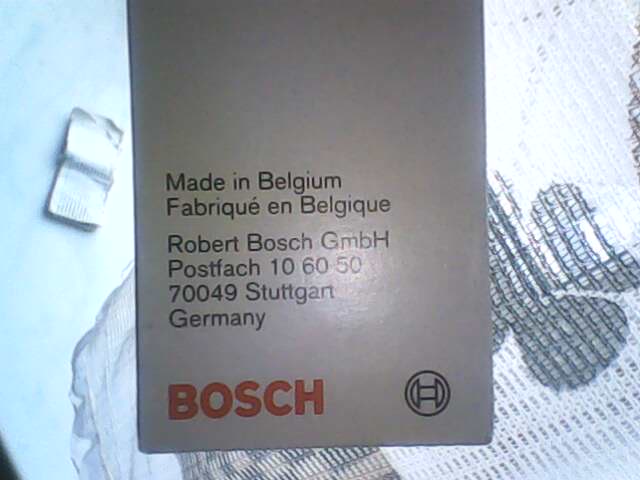 Made in Belgium
Fabriqué en Belgique
Robert Bosch GmbH
Postfach 10 60 50
70049 Stuttgart
Germany
BOSCH